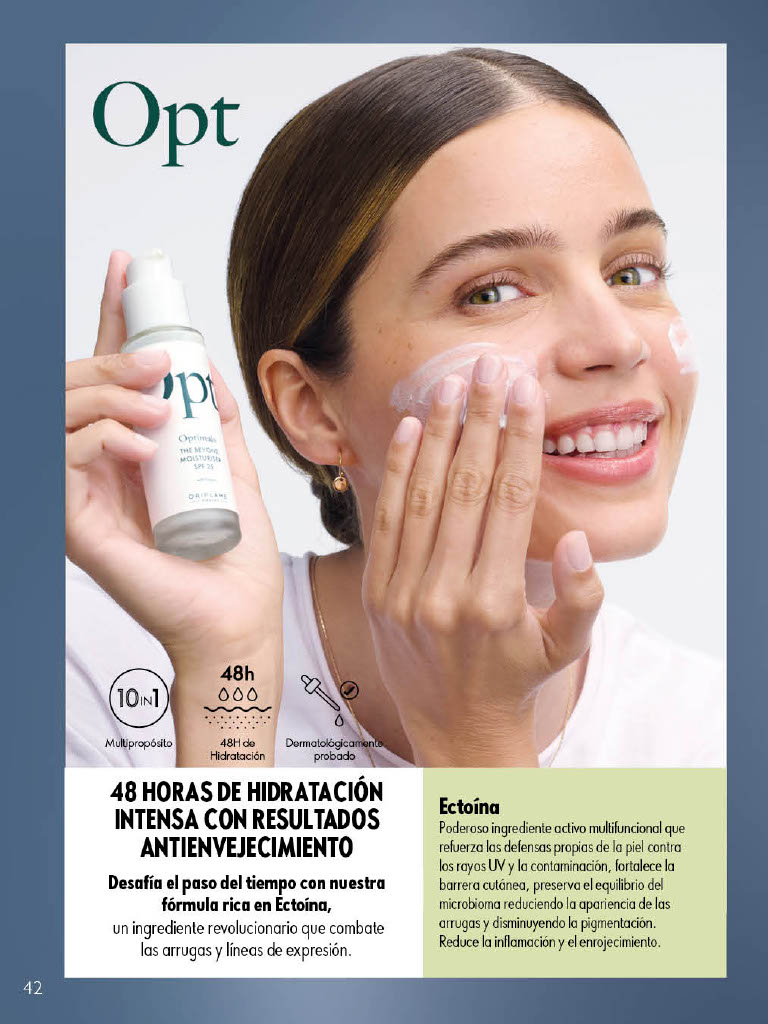 Opt
Opt
Optimals
THE BEYOND
MOISTURISER
SPF 25
ORIFLAME
10 IN 1
Multipropósito
48h
48H de
Hidratación
Dermatológicamente
probado
48 HORAS DE HIDRATACIÓN
INTENSA CON RESULTADOS
ANTIENVEJECIMIENTO
Desafía el paso del tiempo con nuestra
fórmula rica en Ectoína,
un ingrediente revolucionario que combate
las arrugas y líneas de expresión.
Ectoína
Poderoso ingrediente activo multifuncional que
refuerza las defensas propias de la piel contra
los rayos UV y la contaminación, fortalece la
barrera cutánea, preserva el equilibrio del
microbioma reduciendo la apariencia de las
arrugas y disminuyendo la pigmentación.
Reduce la inflamación y el enrojecimiento.
42